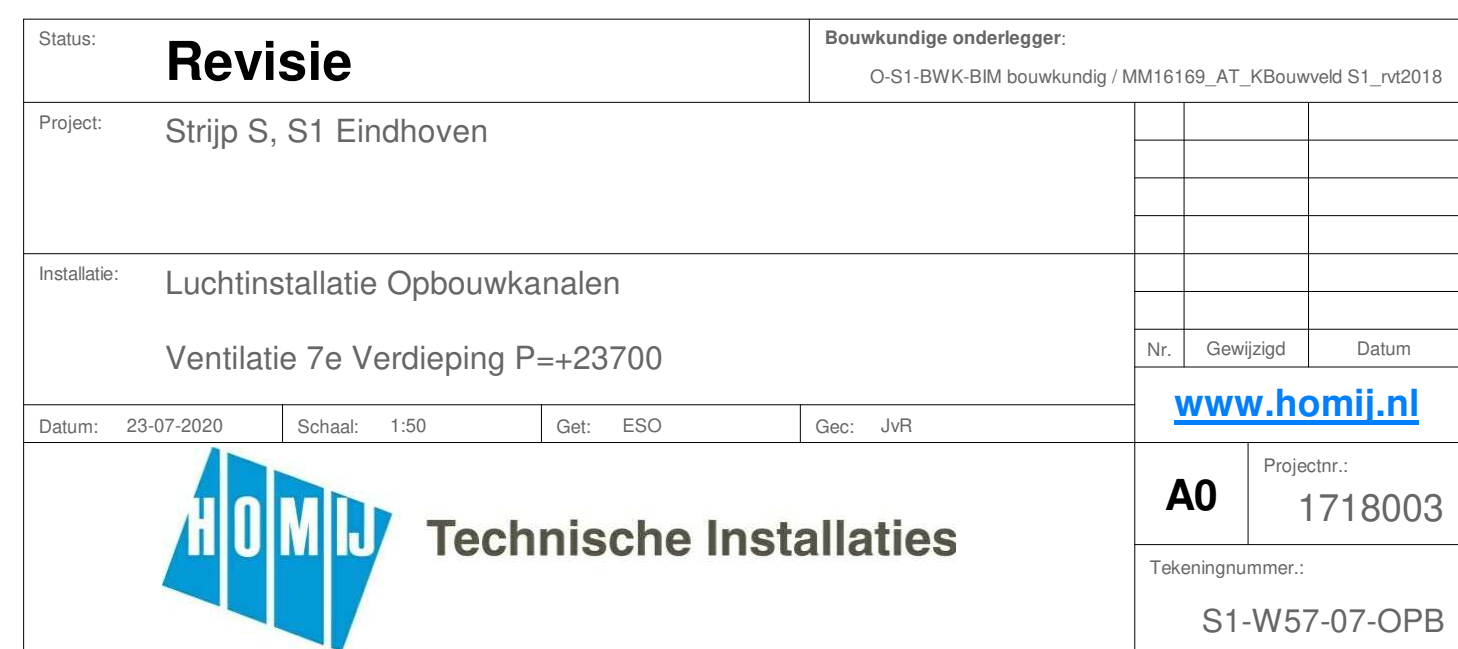 Status:
Revisie
Bouwkundige onderlegger:
O-S1-BWK-BIM bouwkundig / MM16169_AT_KBouwveld S1_rvt2018
Project:
Strijp S, S1 Eindhoven
Installatie:
Luchtinstallatie Opbouwkanalen
Ventilatie 7e Verdieping P=+23700
Nr. Gewijzigd Datum
www.homij.nl
Datum: 23-07-2020 Schaal: 1:50 Get: ESO Gec: JvR
HOMIJ Technische Installaties
A0
Projectnr.:
1718003
Tekeningnummer.:
S1-W57-07-OPB